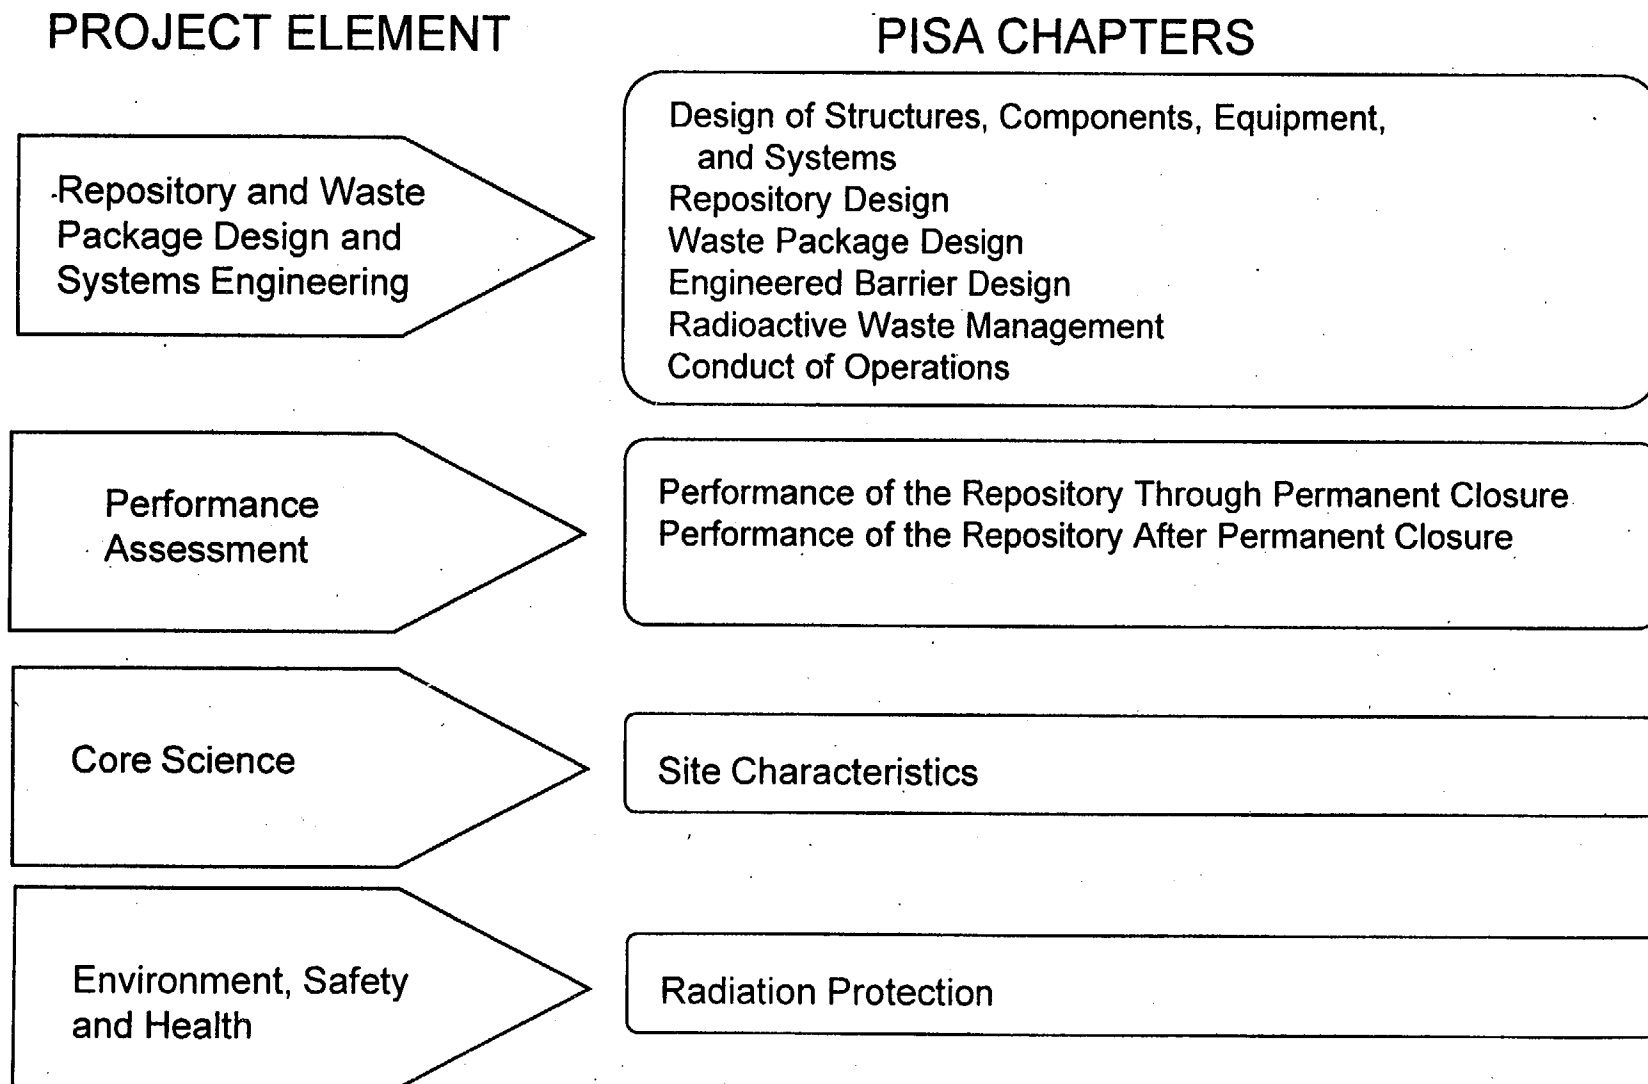 PROJECT ELEMENT
PISA CHAPTERS
Repository and Waste
Package Design and
Systems Engineering
Design of Structures, Components, Equipment,
and Systems
Repository Design
Waste Package Design
Engineered Barrier Design
Radioactive Waste Management
Conduct of Operations
Performance
Assessment
Performance of the Repository Through Permanent Closure
Performance of the Repository After Permanent Closure
Core Science
Site Characteristics
Environment, Safety
and Health
Radiation Protection